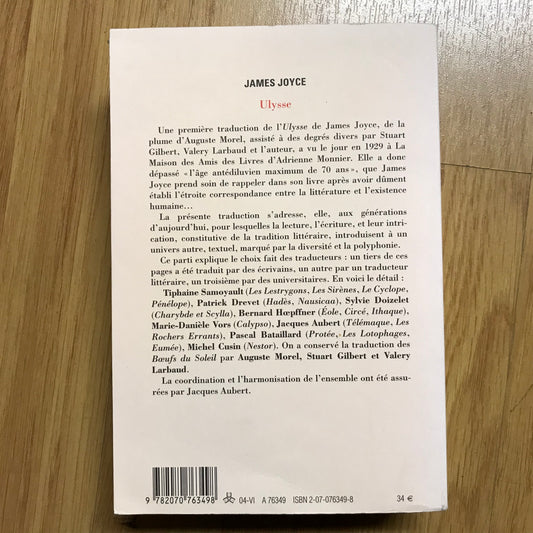 JAMES JOYCE
Ulysse
Une première traduction de l'Ulysse de James Joyce, de la
plume d'Auguste Morel, assisté à des degrés divers par Stuart
Gilbert, Valery Larbaud et l'auteur, a vu le jour en 1929 à La
Maison des Amis des Livres d'Adrienne Monnier. Elle a donc
dépassé « l'âge antédiluvien maximum de 70 ans », que James
Joyce prend soin de rappeler dans son livre après avoir dûment
établi l'étroite correspondance entre la littérature et l'existence
humaine…
La présente traduction s'adresse, elle, aux générations
d'aujourd'hui, pour lesquelles la lecture, l'écriture, et leur intri-
cation, constitutive de la tradition littéraire, introduisent à un
univers autre, textuel, marqué par la diversité et la polyphonie.
Ce parti explique le choix fait des traducteurs : un tiers de ces
pages a été traduit par des écrivains, un autre par un traducteur
littéraire, un troisième par des universitaires. En voici le détail :
Tiphaine Samoyault (Les Lestrygons, Les Sirènes, Le Cyclope,
Pénélope), Patrick Drevet (Hadès, Nausicaa), Sylvie Doizelet
(Charybde et Scylla), Bernard Hœpffner (Éole, Circé, Ithaque),
Marie-Danièle Vors (Calypso), Jacques Aubert (Télémaque, Les
Rochers Errants), Pascal Bataillard (Protée, Les Lotophages,
Eumée), Michel Cusin (Nestor). On a conservé la traduction des
Bœufs du Soleil par Auguste Morel, Stuart Gilbert et Valery
Larbaud.
La coordination et l'harmonisation de l'ensemble ont été assu-
rées par Jacques Aubert.
9 782070 763498 04-VI A 76349 ISBN 2-07-076349-8 34 €